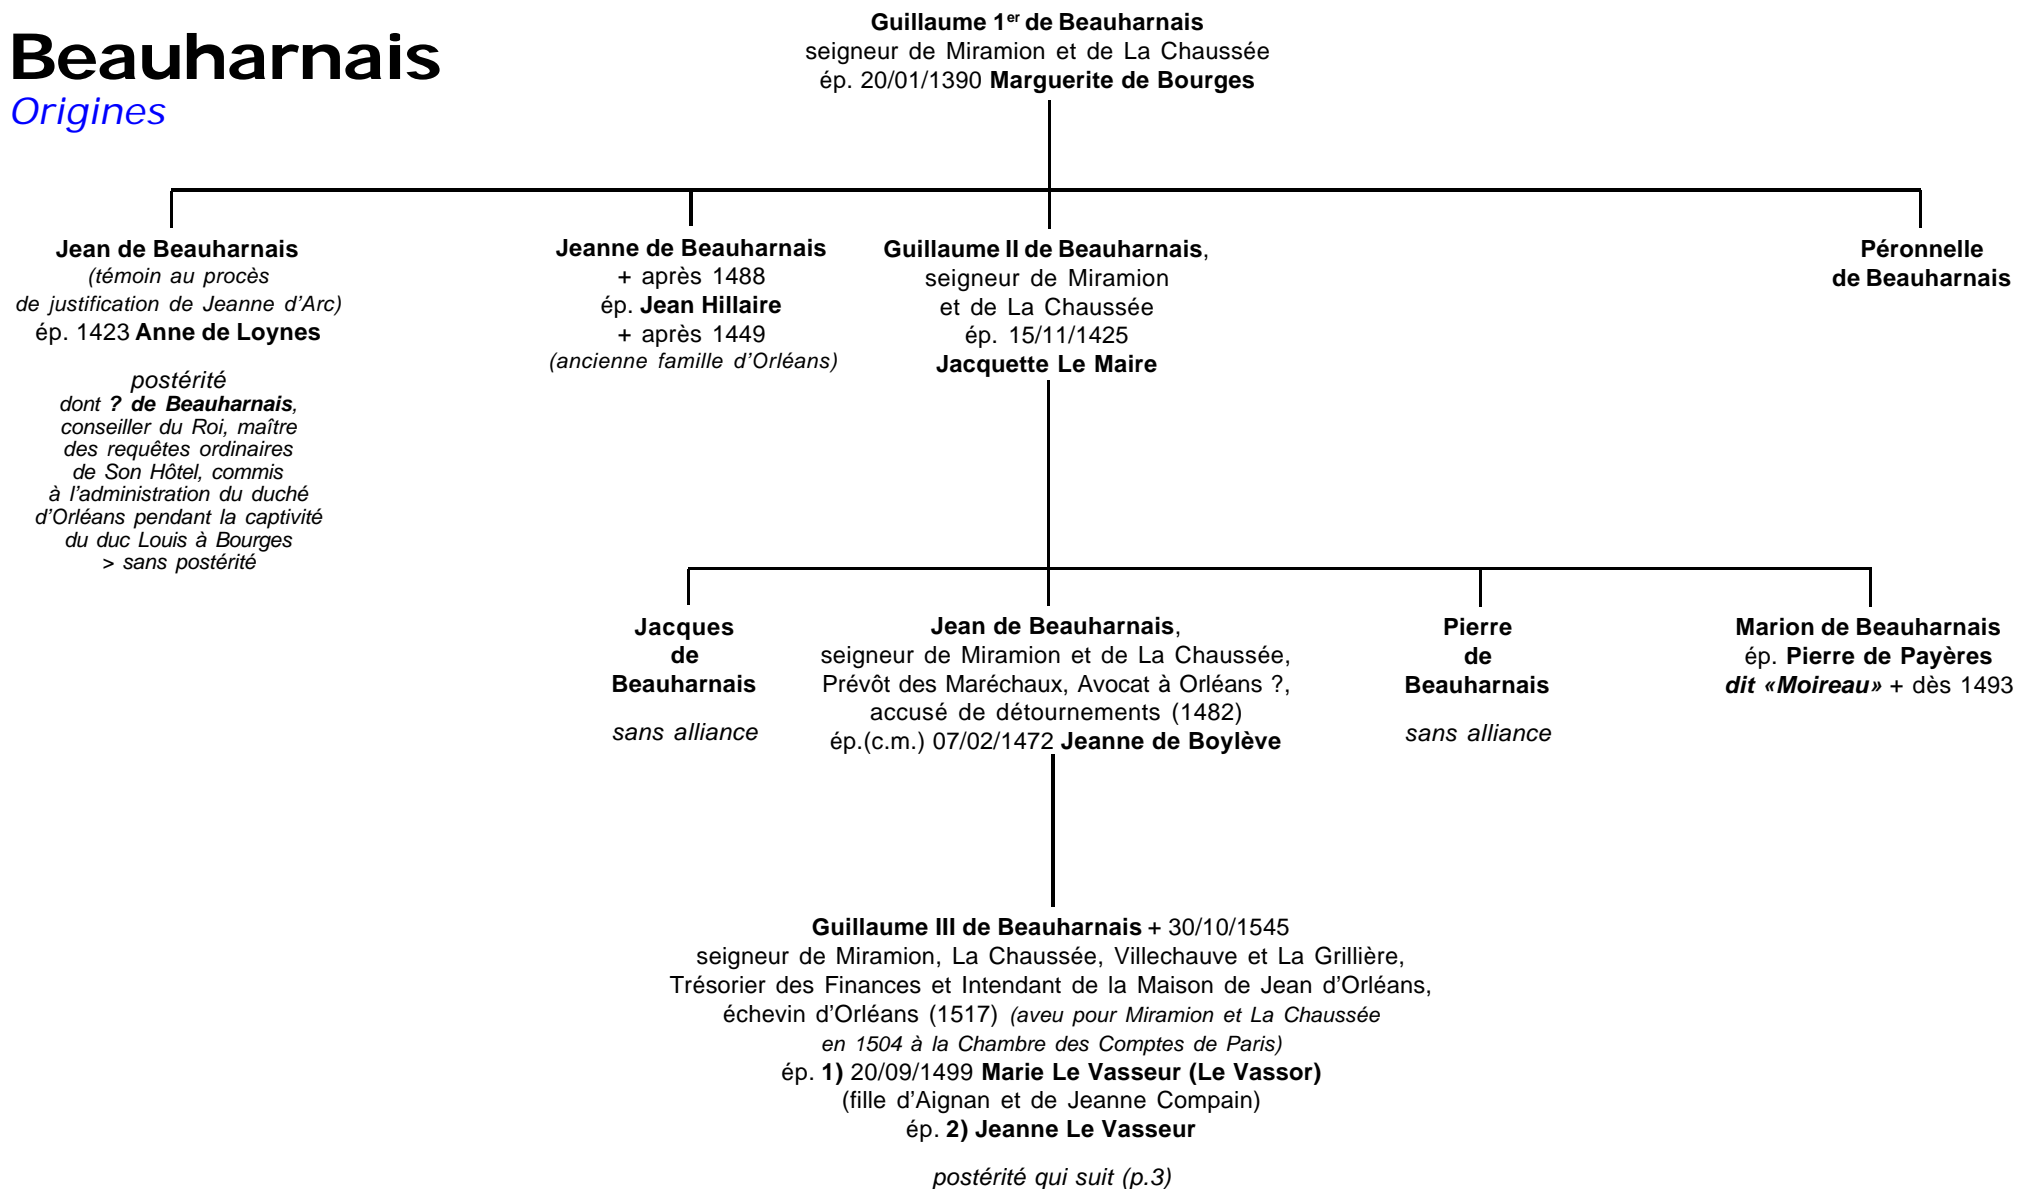 Beauharnais
Origines
Guillaume 1er de Beauharnais
seigneur de Miramion et de La Chaussée
ép. 20/01/1390 Marguerite de Bourges
Jean de Beauharnais
(témoin au procès
de justification de Jeanne d’Arc)
ép. 1423 Anne de Loynes
postérité
dont ? de Beauharnais,
conseiller du Roi, maître
des requêtes ordinaires
de Son Hôtel, commis
à l’administration du duché
d’Orléans pendant la captivité
du duc Louis à Bourges
> sans postérité
Jeanne de Beauharnais
+ après 1488
ép. Jean Hillaire
+ après 1449
(ancienne famille d’Orléans)
Guillaume II de Beauharnais,
seigneur de Miramion
et de La Chaussée
ép. 15/11/1425
Jacquette Le Maire
Péronnelle
de Beauharnais
Jacques
de
Beauharnais
sans alliance
Jean de Beauharnais,
seigneur de Miramion et de La Chaussée,
Prévôt des Maréchaux, Avocat à Orléans ?,
accusé de détournements (1482)
ép.(c.m.) 07/02/1472 Jeanne de Boylève
Pierre
de
Beauharnais
sans alliance
Marion de Beauharnais
ép. Pierre de Payères
dit «Moireau» + dès 1493
Guillaume III de Beauharnais + 30/10/1545
seigneur de Miramion, La Chaussée, Villechauve et La Grillière,
Trésorier des Finances et Intendant de la Maison de Jean d’Orléans,
échevin d’Orléans (1517) (aveu pour Miramion et La Chaussée
en 1504 à la Chambre des Comptes de Paris)
ép. 1) 20/09/1499 Marie Le Vasseur (Le Vassor)
(fille d’Aignan et de Jeanne Compain)
ép. 2) Jeanne Le Vasseur
postérité qui suit (p.3)